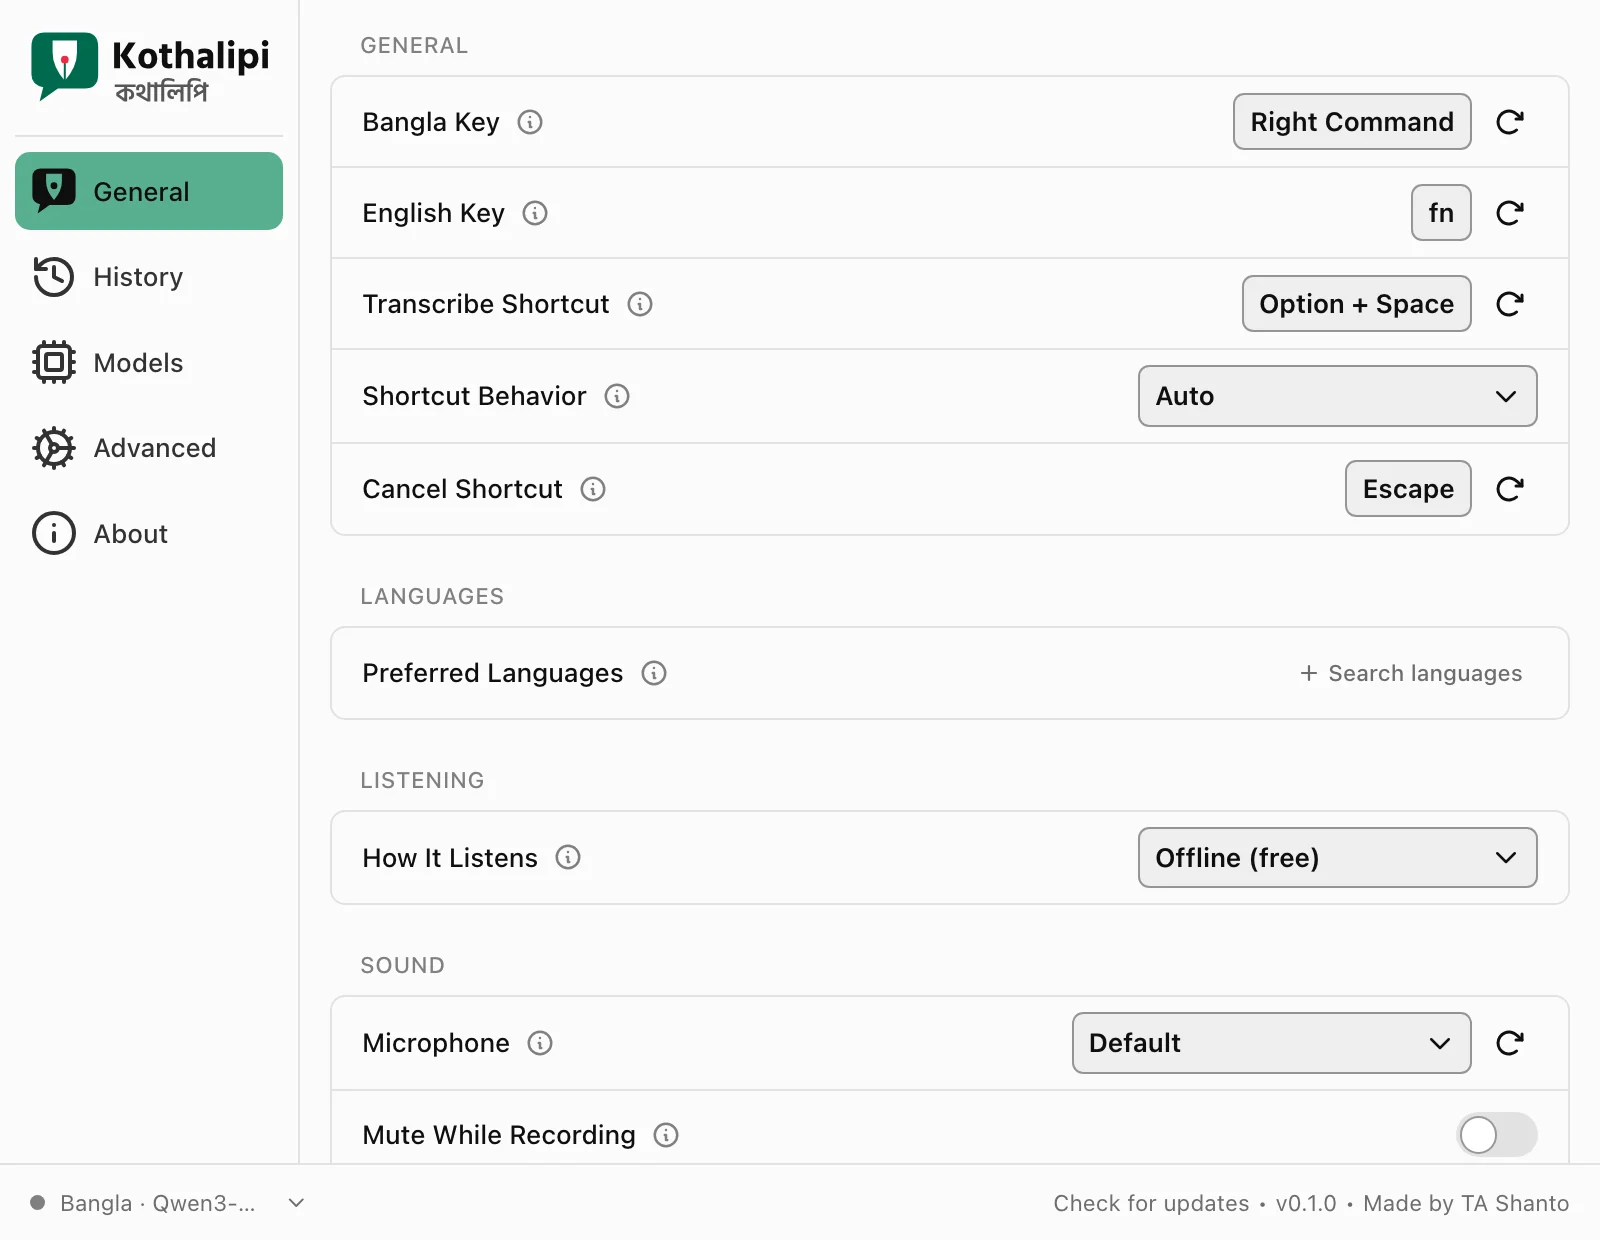 Kothalipi
কথালিপি
General
History
Models
Advanced
About
GENERAL
Bangla Key
Right Command
English Key
fn
Transcribe Shortcut
Option + Space
Shortcut Behavior
Auto
Cancel Shortcut
Escape
LANGUAGES
Preferred Languages
+ Search languages
LISTENING
How It Listens
Offline (free)
SOUND
Microphone
Default
Mute While Recording
Bangla · Qwen3-...
Check for updates • v0.1.0 • Made by TA Shanto